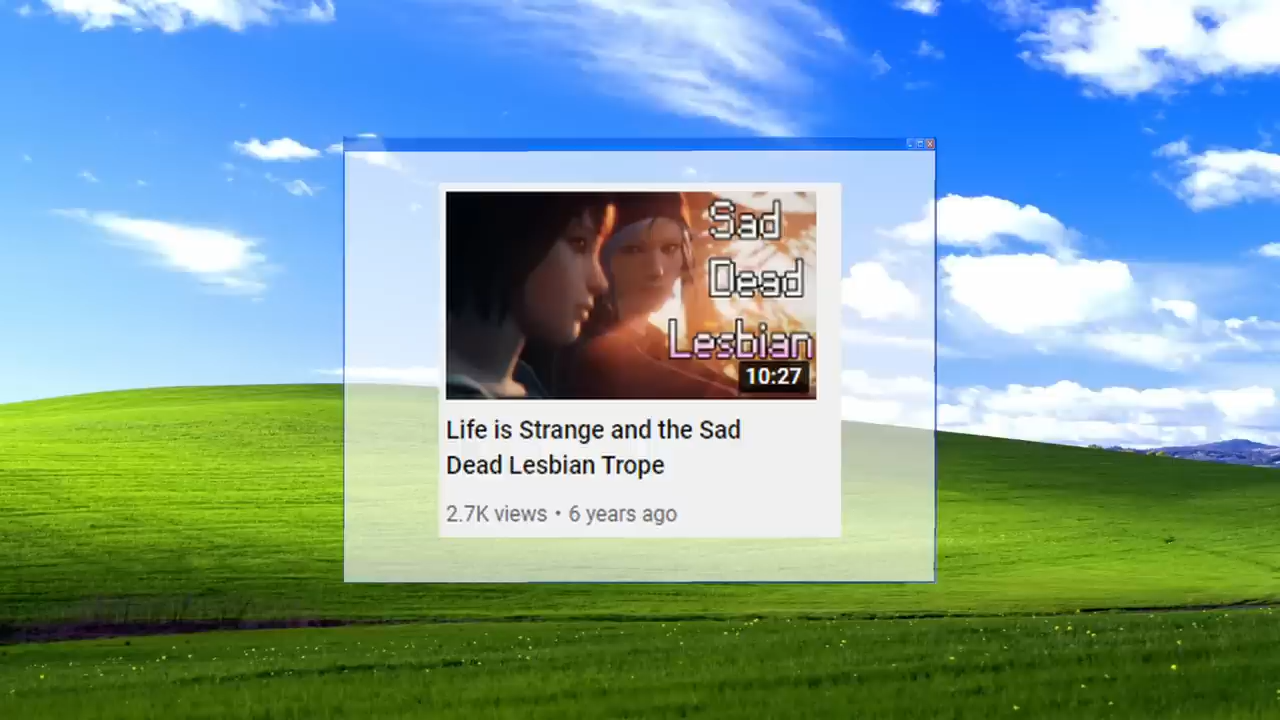 Sad
Dead
Lesbian
10:27
Life is Strange and the Sad
Dead Lesbian Trope
2.7K views • 6 years ago